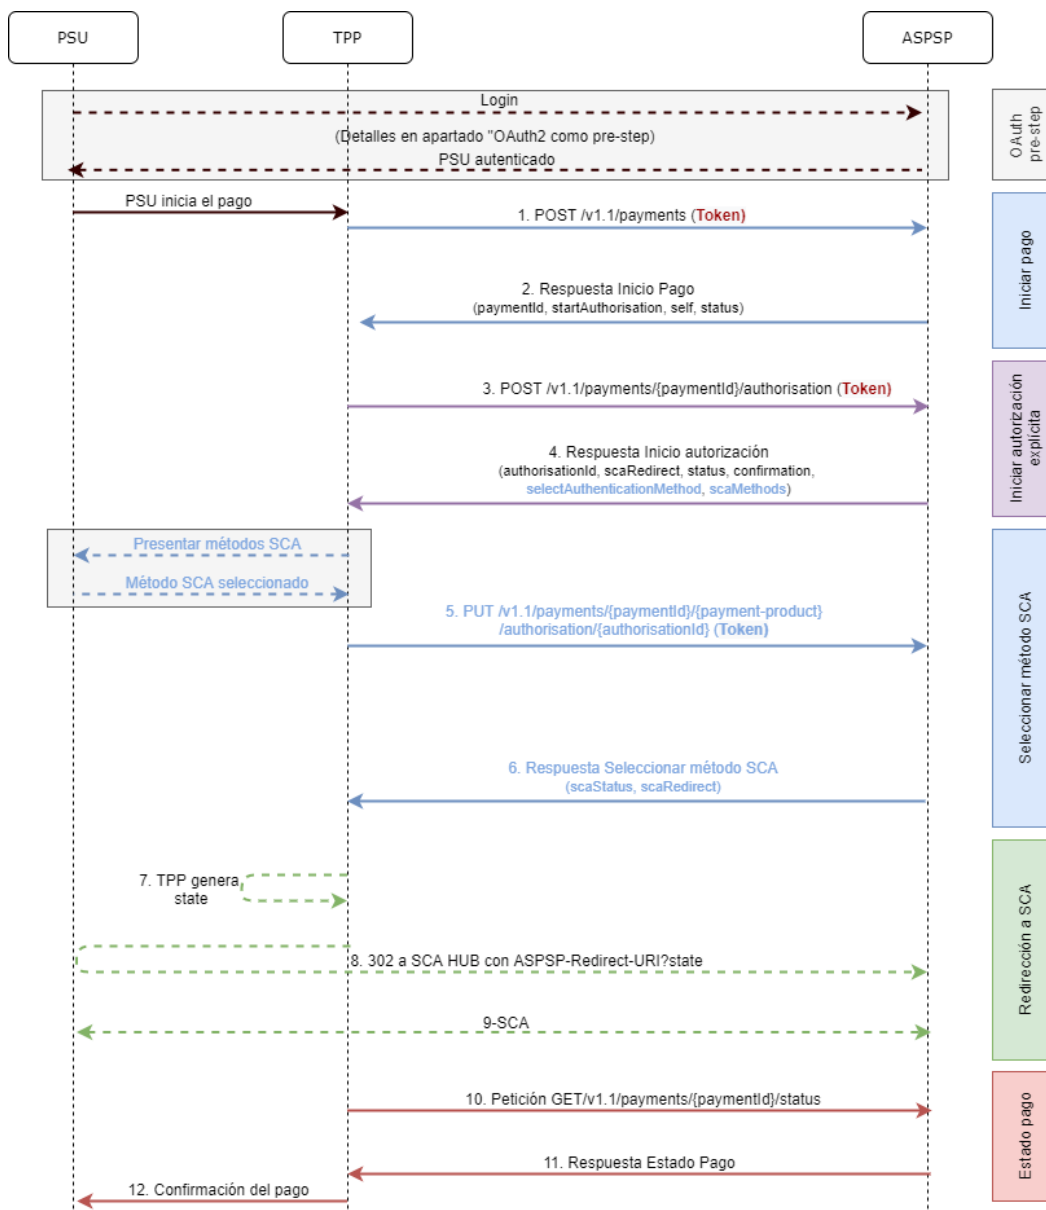 PSU
TPP
ASPSP
Login
(Detalles en apartado "OAuth2 como pre-step)
PSU autenticado
OAuth
pre-step
PSU inicia el pago
1. POST /v1.1/payments (Token)
2. Respuesta Inicio Pago
(paymentId, startAuthorisation, self, status)
Iniciar pago
3. POST /v1.1/payments/{paymentId}/authorisation (Token)
4. Respuesta Inicio autorización
(authorisationId, scaRedirect, status, confirmation,
selectAuthenticationMethod, scaMethods)
Iniciar autorización
explícita
Presentar métodos SCA
Método SCA seleccionado
5. PUT /v1.1/payments/{paymentId}/{payment-product}
/authorisation/{authorisationId} (Token)
6. Respuesta Seleccionar método SCA
(scaStatus, scaRedirect)
Seleccionar método SCA
7. TPP genera
state
8. 302 a SCA HUB con ASPSP-Redirect-URI?state
9-SCA
Redirección a SCA
10. Petición GET/v1.1/payments/{paymentId}/status
11. Respuesta Estado Pago
12. Confirmación del pago
Estado pago